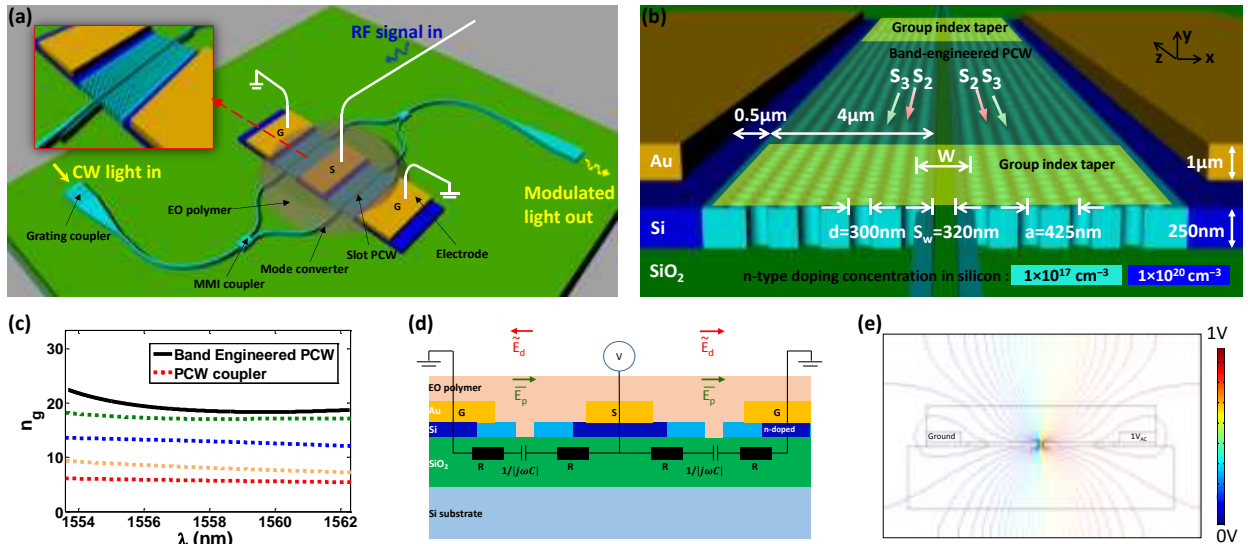 (a)
RF signal in
G
CW light in
S
G
EO polymer
Modulated
light out
Grating coupler
Electrode
Slot PCW
Mode converter
MMI coupler
(b)
Group index taper
Band-engineered PCW
y
z
x
S3 S2
S2 S3
0.5μm
4μm
W
Au
1μm
Group index taper
Si
d=300nm
Sw=320nm
a=425nm
250nm
SiO2
n-type doping concentration in silicon :
1×10^17 cm^−3
1×10^20 cm^−3
(c)
30
20
10
0
ng
Band Engineered PCW
PCW coupler
1554
1556
1558
1560
1562
λ (nm)
(d)
Ẽd
Ẽd
V
EO polymer
Ep
Ep
Au
G
S
G
Si
n-doped
SiO2
R
1/|jωC|
R
R
1/|jωC|
R
Si substrate
(e)
1V
Ground
1VAC
0V